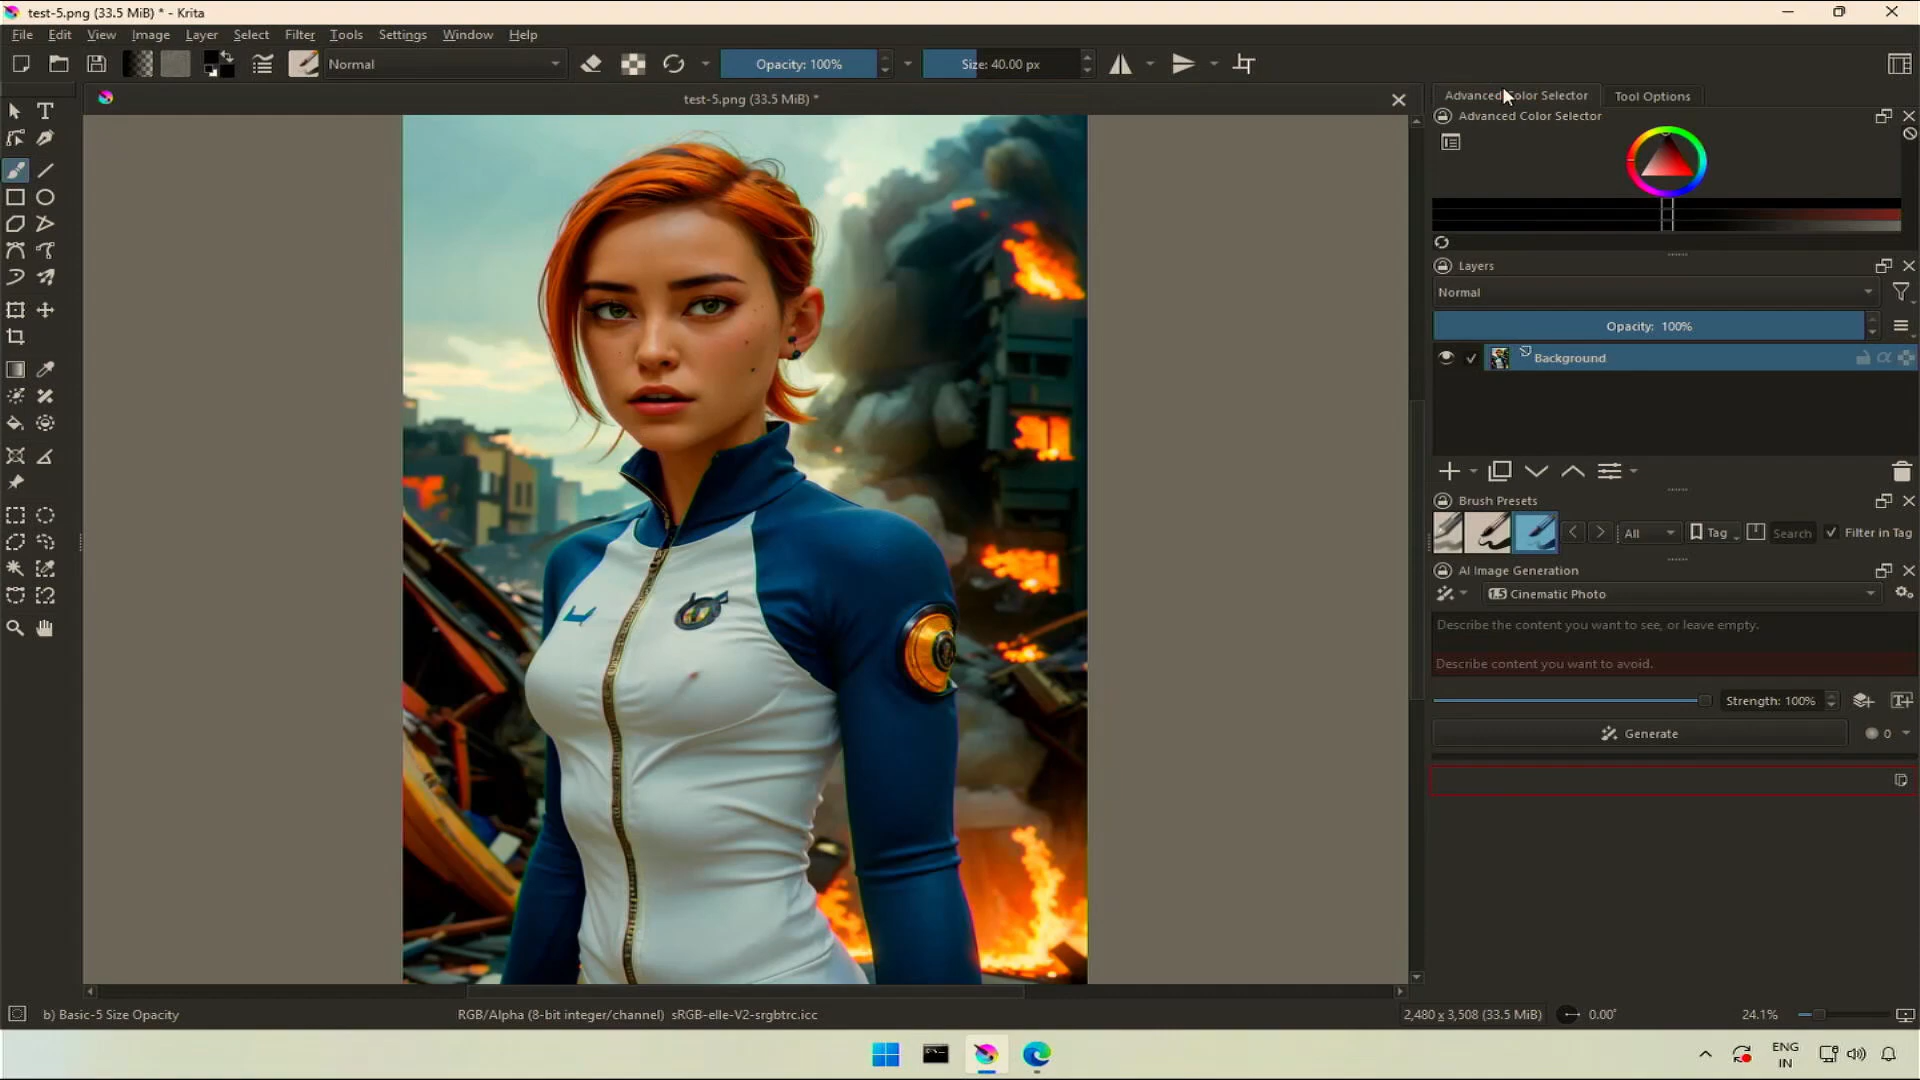 test-5.png (33.5 MiB) * - Krita
File Edit View Image Layer Select Filter Tools Settings Window Help
Normal Opacity: 100% Size: 40.00 px
test-5.png (33.5 MiB) *
Advanced Color Selector Tool Options
Advanced Color Selector
Layers
Normal
Opacity: 100%
Background
Brush Presets
All Tag Search Filter in Tag
AI Image Generation
1.5 Cinematic Photo
Describe the content you want to see, or leave empty.
Describe content you want to avoid.
Strength: 100%
Generate 0
b) Basic-5 Size Opacity RGB/Alpha (8-bit integer/channel) sRGB-elle-V2-srgbtrc.icc 2,480 x 3,508 (33.5 MiB) 0.00° 24.1%
ENG
IN